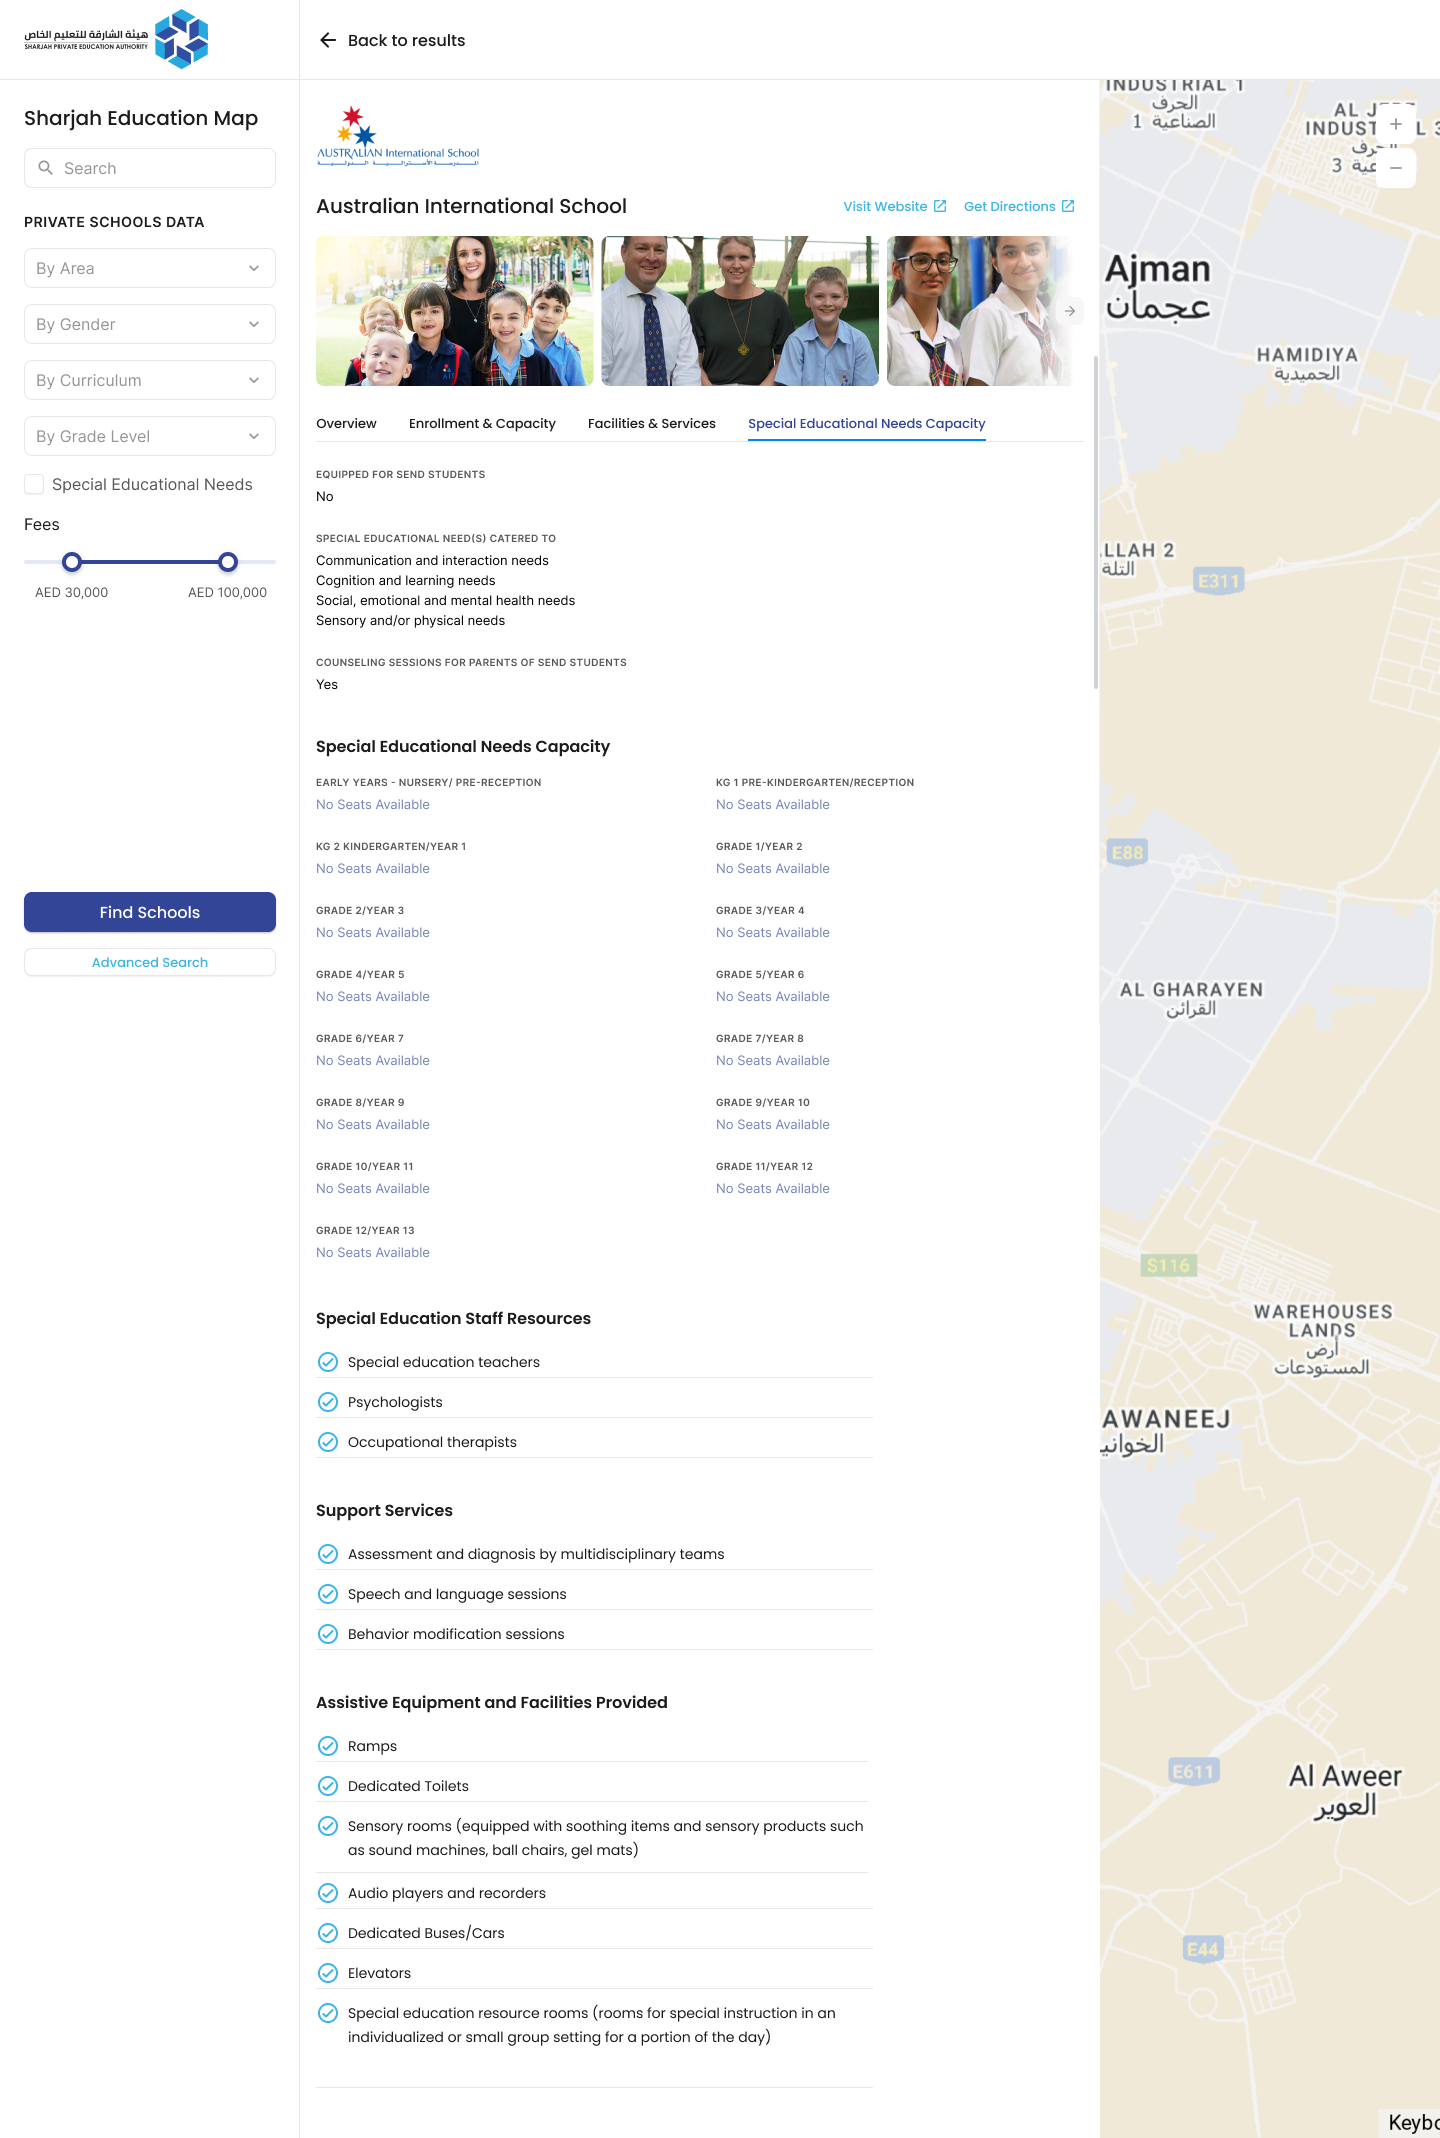 هيئة الشارقة للتعليم الخاص
SHARJAH PRIVATE EDUCATION AUTHORITY
Back to results
Sharjah Education Map
Search
PRIVATE SCHOOLS DATA
By Area
By Gender
By Curriculum
By Grade Level
Special Educational Needs
Fees
AED 30,000
AED 100,000
Find Schools
Advanced Search
AUSTRALIAN International School
المدرسة الأسترالية الدولية
Australian International School
Visit Website
Get Directions
Overview
Enrollment & Capacity
Facilities & Services
Special Educational Needs Capacity
EQUIPPED FOR SEND STUDENTS
No
SPECIAL EDUCATIONAL NEED(S) CATERED TO
Communication and interaction needs
Cognition and learning needs
Social, emotional and mental health needs
Sensory and/or physical needs
COUNSELING SESSIONS FOR PARENTS OF SEND STUDENTS
Yes
Special Educational Needs Capacity
EARLY YEARS - NURSERY/ PRE-RECEPTION
No Seats Available
KG 1 PRE-KINDERGARTEN/RECEPTION
No Seats Available
KG 2 KINDERGARTEN/YEAR 1
No Seats Available
GRADE 1/YEAR 2
No Seats Available
GRADE 2/YEAR 3
No Seats Available
GRADE 3/YEAR 4
No Seats Available
GRADE 4/YEAR 5
No Seats Available
GRADE 5/YEAR 6
No Seats Available
GRADE 6/YEAR 7
No Seats Available
GRADE 7/YEAR 8
No Seats Available
GRADE 8/YEAR 9
No Seats Available
GRADE 9/YEAR 10
No Seats Available
GRADE 10/YEAR 11
No Seats Available
GRADE 11/YEAR 12
No Seats Available
GRADE 12/YEAR 13
No Seats Available
Special Education Staff Resources
Special education teachers
Psychologists
Occupational therapists
Support Services
Assessment and diagnosis by multidisciplinary teams
Speech and language sessions
Behavior modification sessions
Assistive Equipment and Facilities Provided
Ramps
Dedicated Toilets
Sensory rooms (equipped with soothing items and sensory products such
as sound machines, ball chairs, gel mats)
Audio players and recorders
Dedicated Buses/Cars
Elevators
Special education resource rooms (rooms for special instruction in an
individualized or small group setting for a portion of the day)
INDUSTRIAL 1
الجرف
الصناعية 1
Ajman
عجمان
HAMIDIYA
الحميدية
LLAH 2
التلة
E311
E88
AL GHARAYEN
القرائن
S116
WAREHOUSES
LANDS
أرض
المستودعات
AWANEEJ
الخوانيـ
E611
Al Aweer
العوير
E44
Keybo